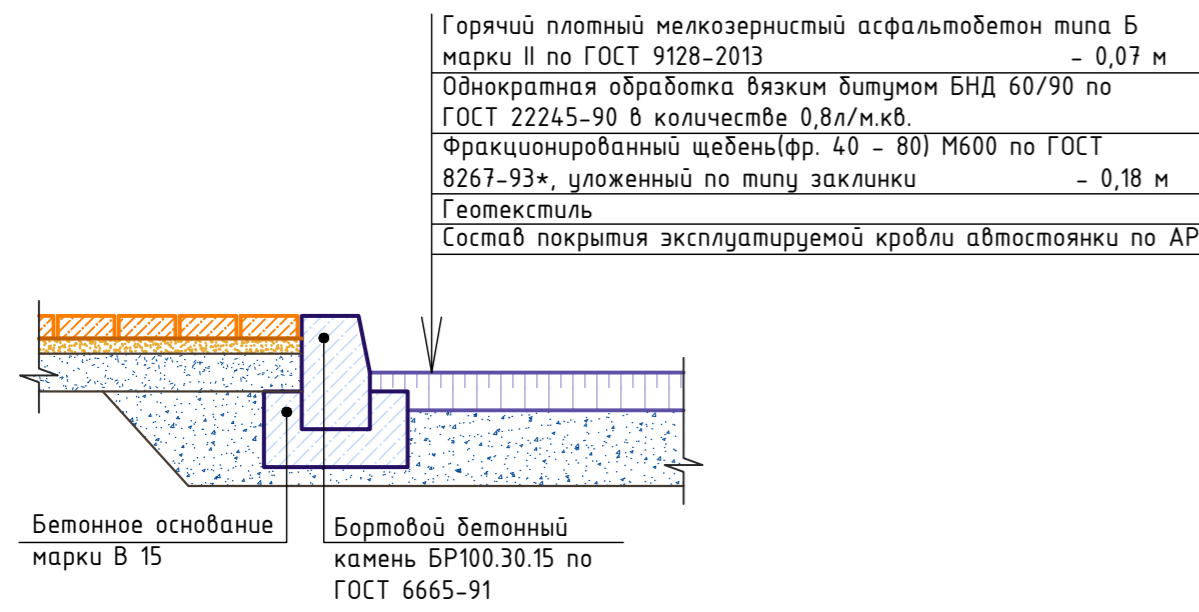 Горячий плотный мелкозернистый асфальтобетон типа Б
марки II по ГОСТ 9128-2013 - 0,07 м
Однократная обработка вязким битумом БНД 60/90 по
ГОСТ 22245-90 в количестве 0,8л/м.кв.
Фракционированный щебень(фр. 40 - 80) М600 по ГОСТ
8267-93*, уложенный по типу заклинки - 0,18 м
Геотекстиль
Состав покрытия эксплуатируемой кровли автостоянки по АР
Бетонное основание
марки В 15
Бортовой бетонный
камень БР100.30.15 по
ГОСТ 6665-91